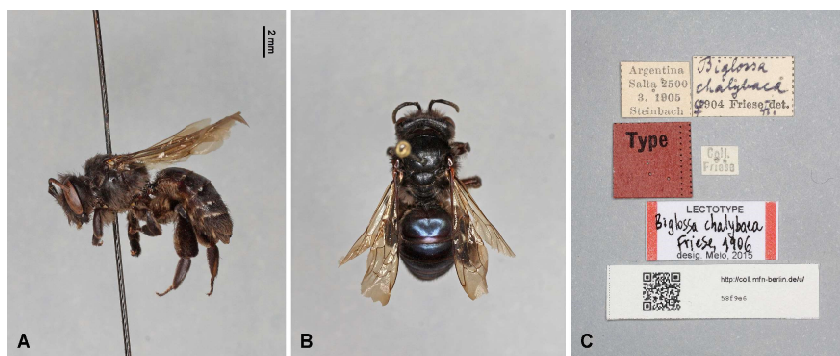 2 mm
A
B
C
Argentina
Salta 2500
3. 1905
Steinbach
Biglossa
chalybaea
1904 Friese det.
Type
Coll.
Friese
LECTOTYPE
Biglossa chalybaea
Friese, 1906
desig. Melo, 2015
http://coll.mfn-berlin.de/u/
58f9e6